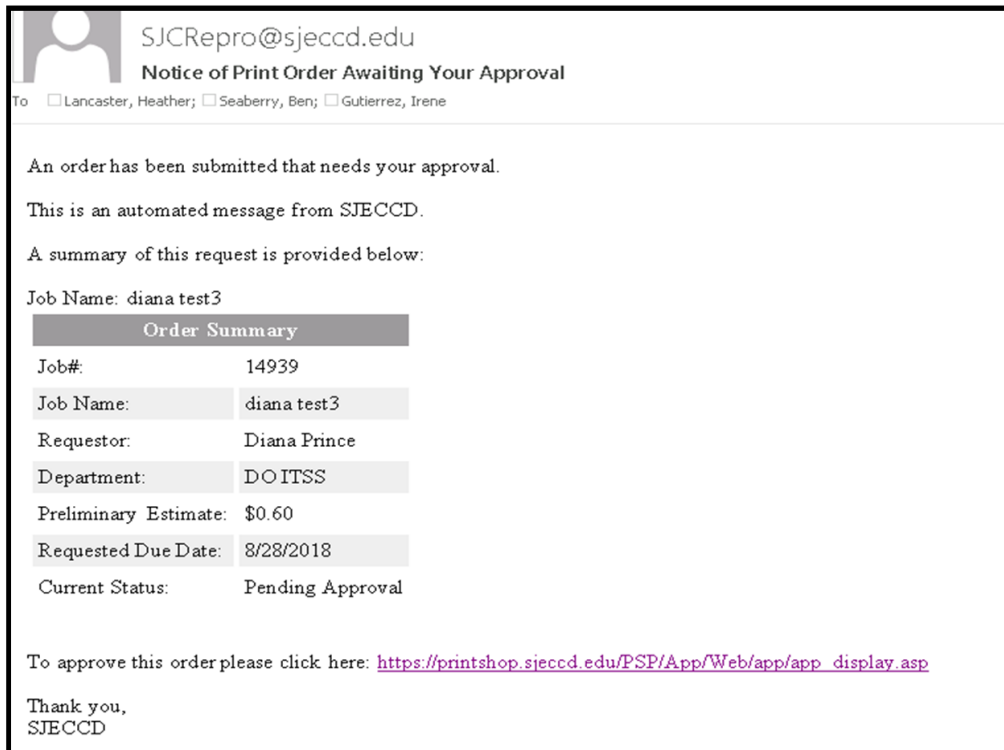 SJCRepro@sjeccd.edu
Notice of Print Order Awaiting Your Approval
To Lancaster, Heather; Seaberry, Ben; Gutierrez, Irene
An order has been submitted that needs your approval.
This is an automated message from SJECCD.
A summary of this request is provided below:
Job Name: diana test3
Order Summary
Job#: 14939
Job Name: diana test3
Requestor: Diana Prince
Department: DO ITSS
Preliminary Estimate: $0.60
Requested Due Date: 8/28/2018
Current Status: Pending Approval
To approve this order please click here: https://printshop.sjeccd.edu/PSP/App/Web/app/app_display.asp
Thank you,
SJECCD